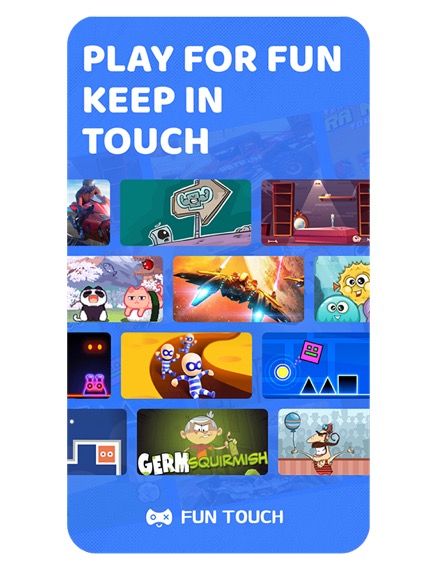 PLAY FOR FUN
KEEP IN
TOUCH
GERM SQUIRMISH
FUN TOUCH